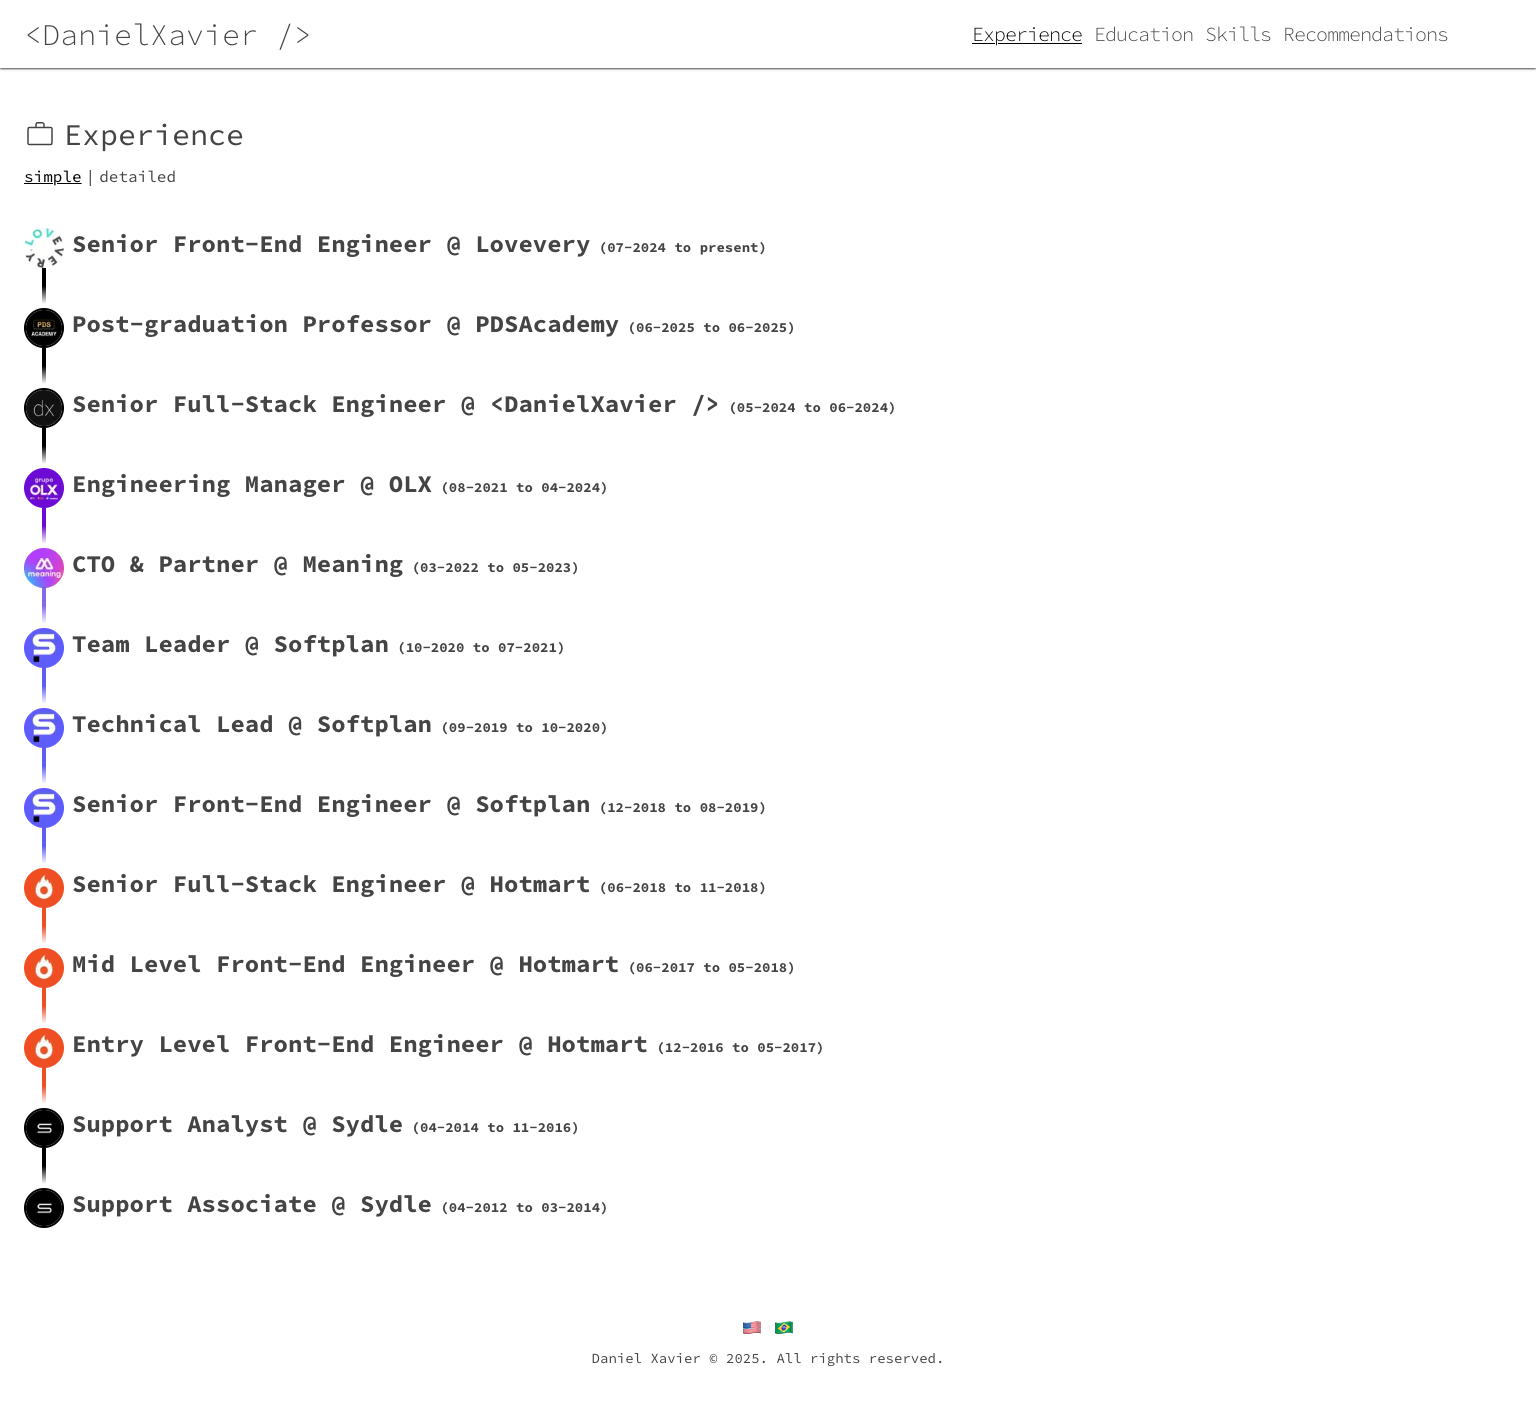 <DanielXavier />
Experience Education Skills Recommendations
Experience
simple | detailed
LOVEVERY
Senior Front-End Engineer @ Lovevery (07-2024 to present)
PDS
ACADEMY
Post-graduation Professor @ PDSAcademy (06-2025 to 06-2025)
dx
Senior Full-Stack Engineer @ <DanielXavier /> (05-2024 to 06-2024)
grupo
OLX
Engineering Manager @ OLX (08-2021 to 04-2024)
meaning
CTO & Partner @ Meaning (03-2022 to 05-2023)
Team Leader @ Softplan (10-2020 to 07-2021)
Technical Lead @ Softplan (09-2019 to 10-2020)
Senior Front-End Engineer @ Softplan (12-2018 to 08-2019)
Senior Full-Stack Engineer @ Hotmart (06-2018 to 11-2018)
Mid Level Front-End Engineer @ Hotmart (06-2017 to 05-2018)
Entry Level Front-End Engineer @ Hotmart (12-2016 to 05-2017)
Support Analyst @ Sydle (04-2014 to 11-2016)
Support Associate @ Sydle (04-2012 to 03-2014)
Daniel Xavier © 2025. All rights reserved.